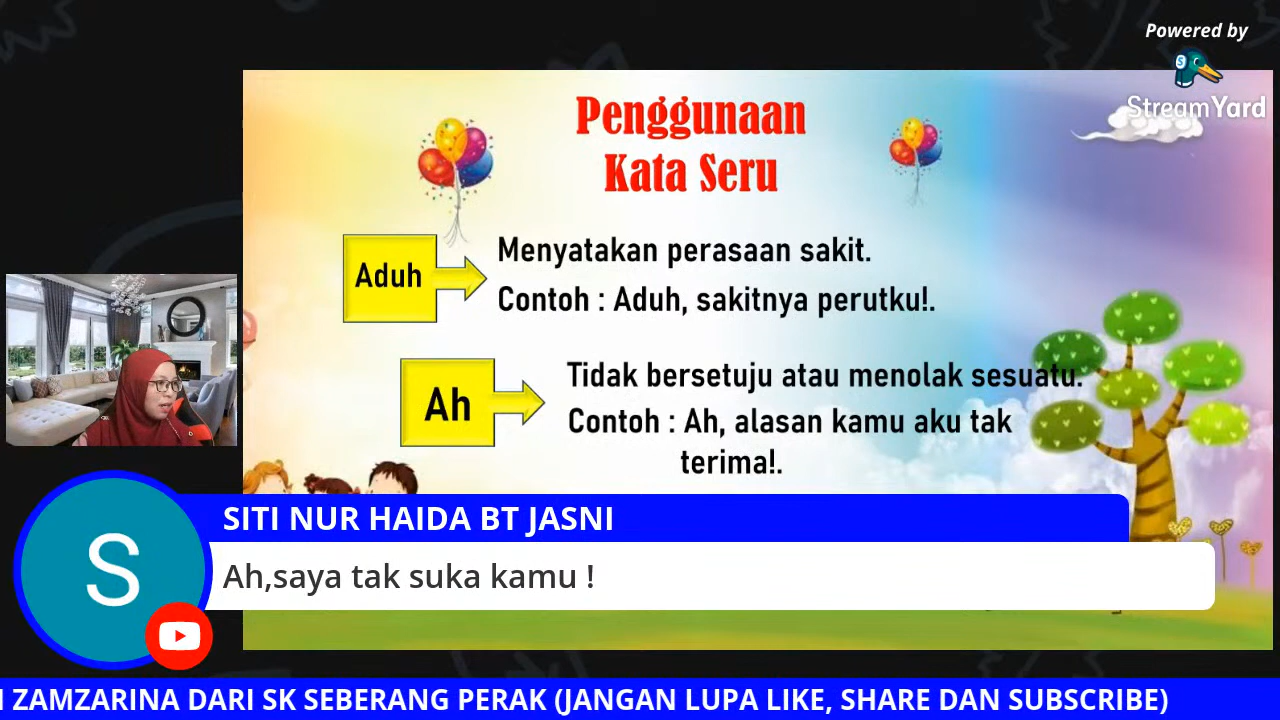 Powered by
StreamYard
Penggunaan
Kata Seru
Aduh
Menyatakan perasaan sakit.
Contoh : Aduh, sakitnya perutku!.
Ah
Tidak bersetuju atau menolak sesuatu.
Contoh : Ah, alasan kamu aku tak
terima!.
SITI NUR HAIDA BT JASNI
S
Ah,saya tak suka kamu !
ZAMZARINA DARI SK SEBERANG PERAK (JANGAN LUPA LIKE, SHARE DAN SUBSCRIBE)